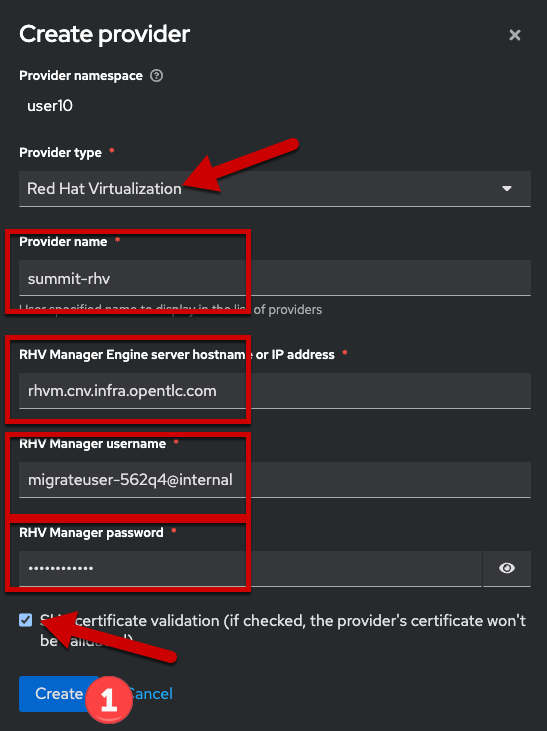 Create provider
Provider namespace
user10
Provider type *
Red Hat Virtualization
Provider name *
summit-rhv
User specified name to display in the list of providers
RHV Manager Engine server hostname or IP address *
rhvm.cnv.infra.opentlc.com
RHV Manager username *
migrateuser-562q4@internal
RHV Manager password *
••••••••••••
Skip certificate validation (if checked, the provider's certificate won't
be validated)
Create 1 Cancel